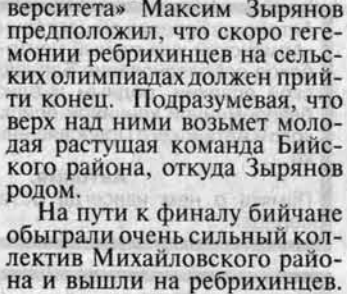 верситета» Максим Зырянов
предположил, что скоро геге-
монии ребрихинцев на сельс-
ких олимпиадах должен прий-
ти конец. Подразумевая, что
верх над ними возьмет моло-
дая растущая команда Бийс-
кого района, откуда Зырянов
родом.
На пути к финалу бийчане
обыграли очень сильный кол-
лектив Михайловского райо-
на и вышли на ребрихинцев.